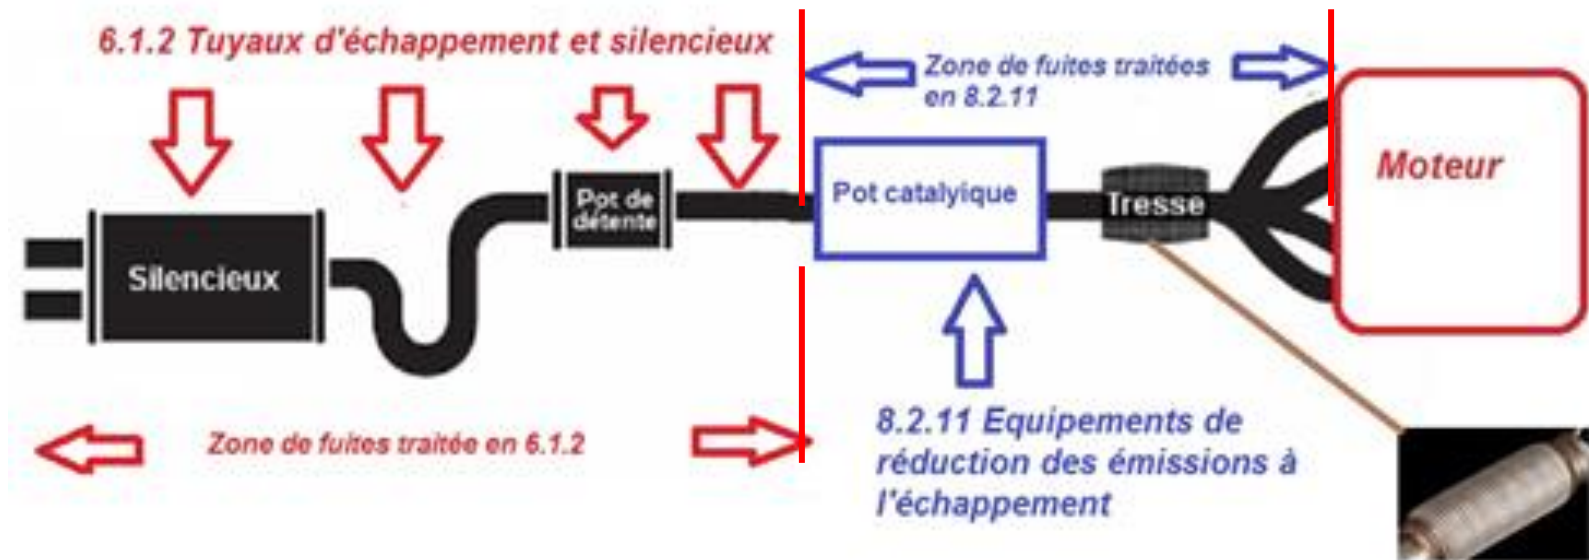 6.1.2 Tuyaux d'échappement et silencieux
Zone de fuites traitées
en 8.2.11
Moteur
Pot catalyique
Pot de
détente
Tresse
Silencieux
Zone de fuites traitée en 6.1.2
8.2.11 Equipements de
réduction des émissions à
l'échappement